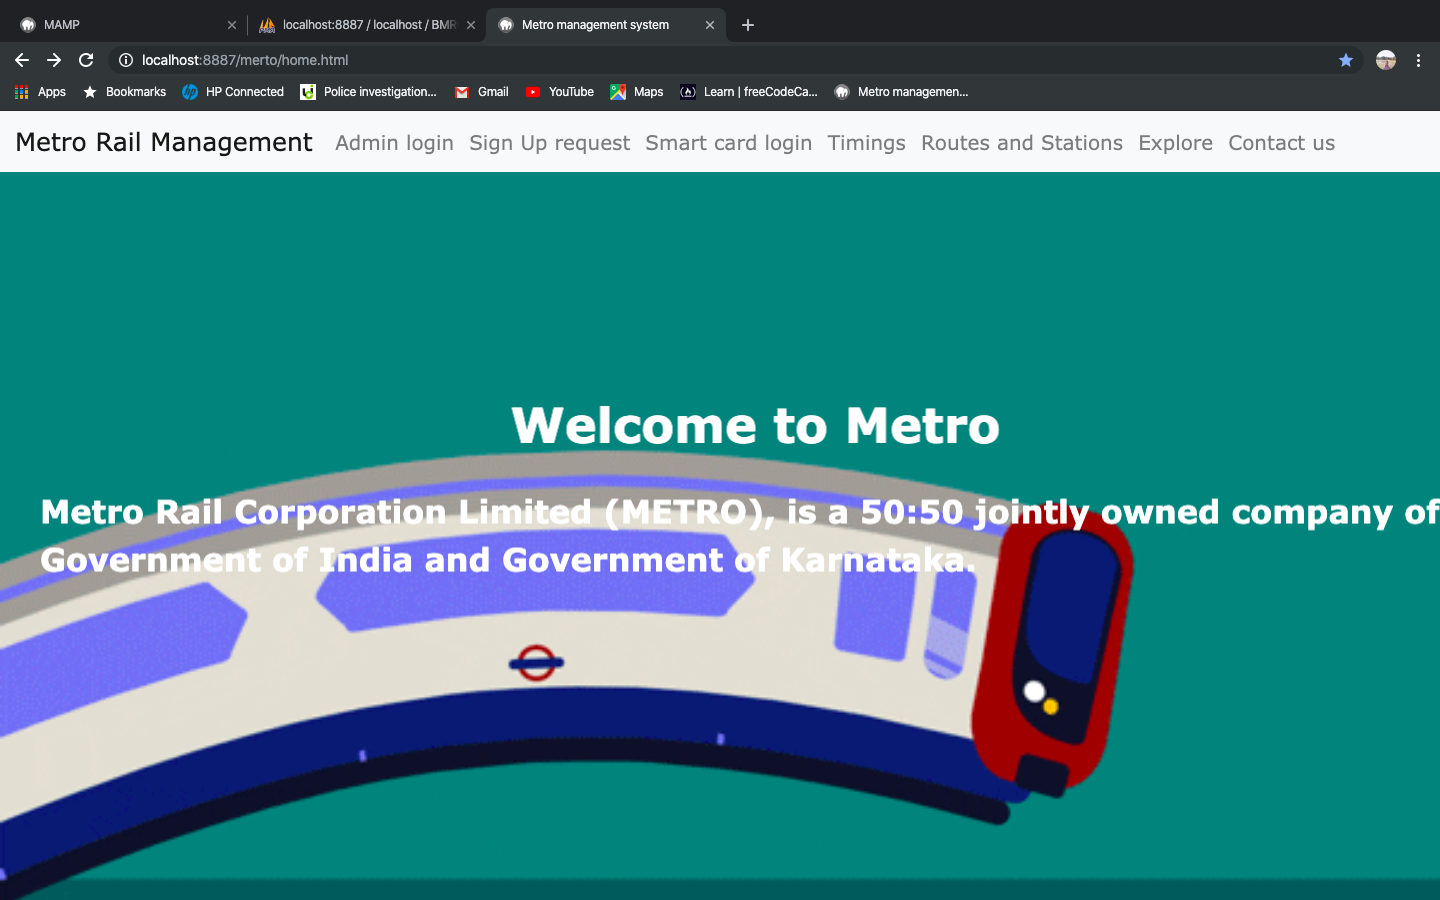 MAMP
localhost:8887 / localhost / BMR
Metro management system
localhost:8887/merto/home.html
Apps
Bookmarks
HP Connected
Police investigation...
Gmail
YouTube
Maps
Learn | freeCodeCa...
Metro managemen...
Metro Rail Management
Admin login
Sign Up request
Smart card login
Timings
Routes and Stations
Explore
Contact us
Welcome to Metro
Metro Rail Corporation Limited (METRO), is a 50:50 jointly owned company of
Government of India and Government of Karnataka.